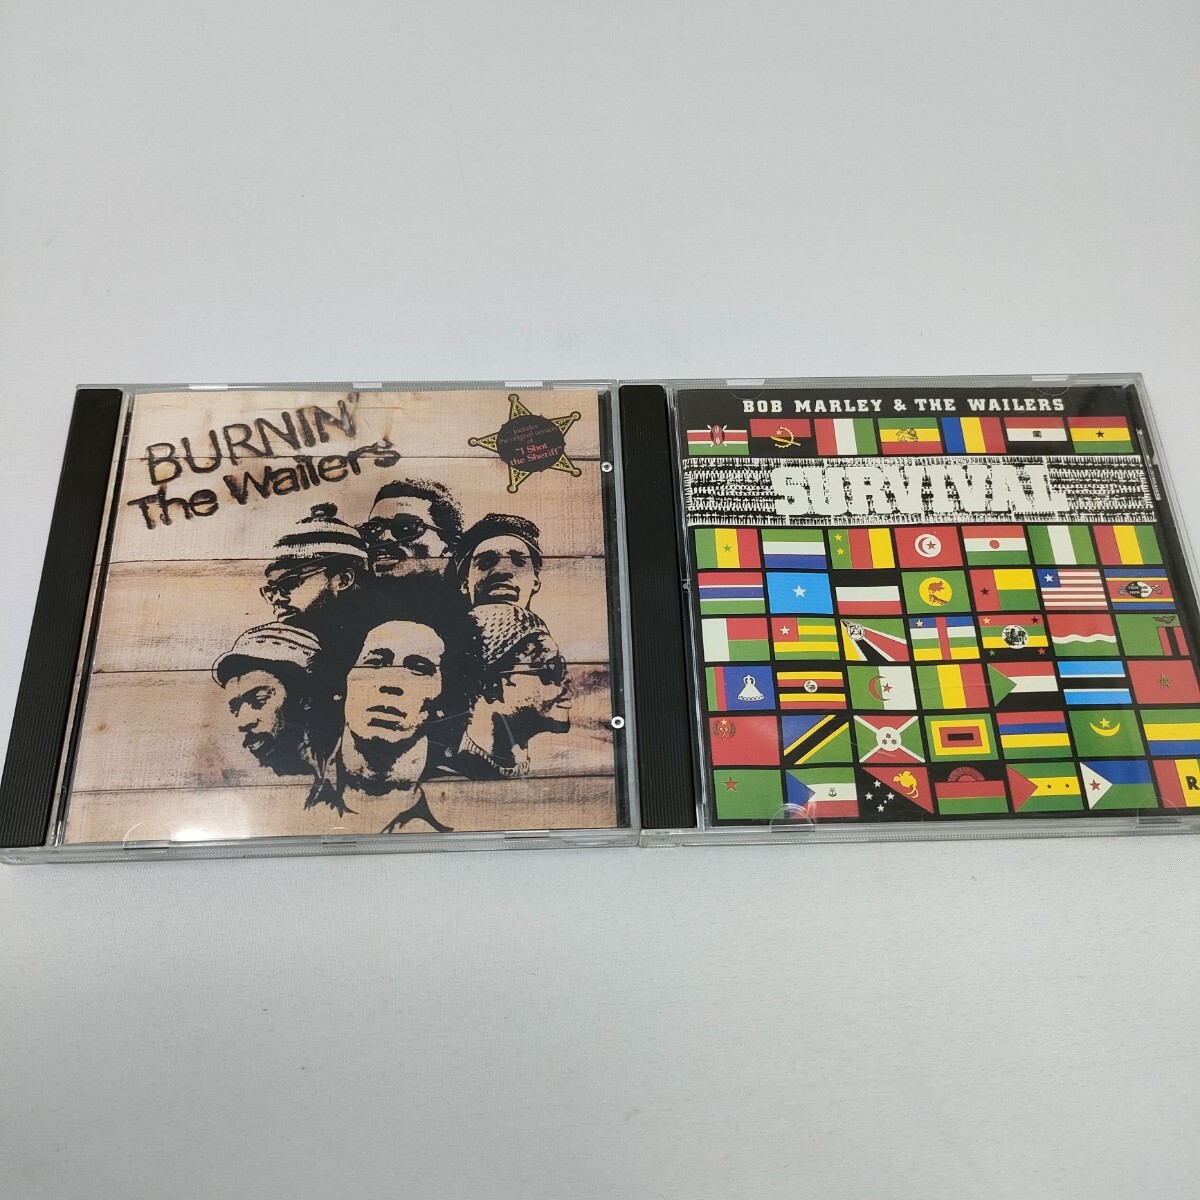 BURNIN'
The Wailers
Includes
the original version
of
"I Shot
the Sheriff"
BOB MARLEY & THE WAILERS
SURVIVAL
R